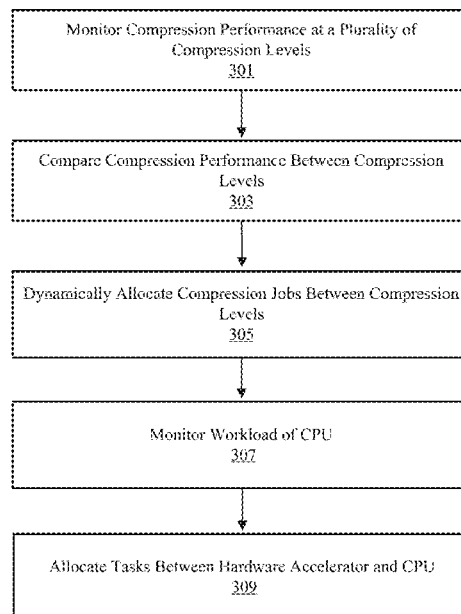 Monitor Compression Performance at a Plurality of
Compression Levels
301
Compare Compression Performance Between Compression
Levels
303
Dynamically Allocate Compression Jobs Between Compression
Levels
305
Monitor Workload of CPU
307
Allocate Tasks Between Hardware Accelerator and CPU
309